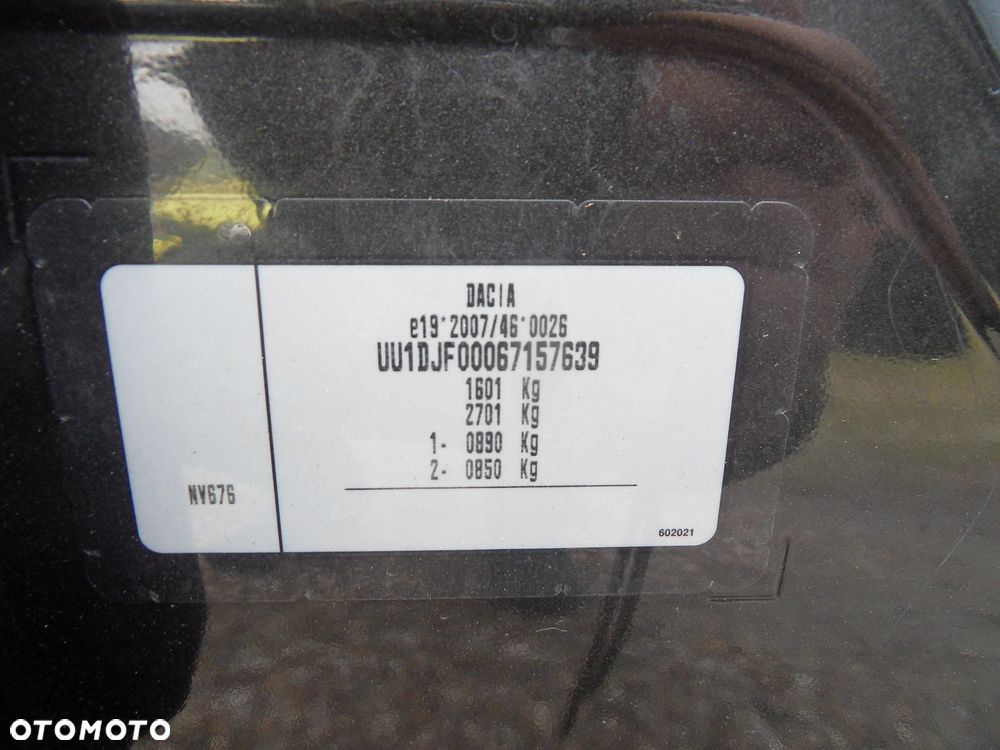 DACIA
e19*2007/46*0026
UU1DJF00067157639
1601 Kg
2701 Kg
1- 0890 Kg
2- 0850 Kg
NV676
602021
OTOMOTO